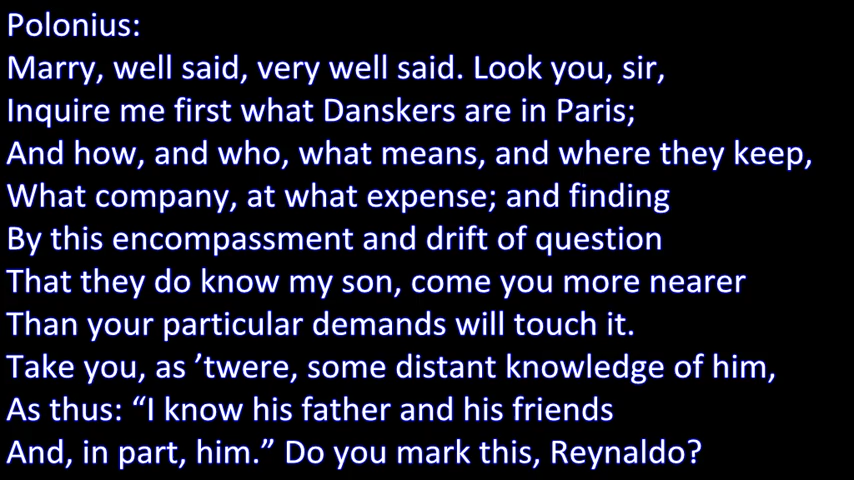 Polonius:
Marry, well said, very well said. Look you, sir,
Inquire me first what Danskers are in Paris;
And how, and who, what means, and where they keep,
What company, at what expense; and finding
By this encompassment and drift of question
That they do know my son, come you more nearer
Than your particular demands will touch it.
Take you, as ’twere, some distant knowledge of him,
As thus: “I know his father and his friends
And, in part, him.” Do you mark this, Reynaldo?